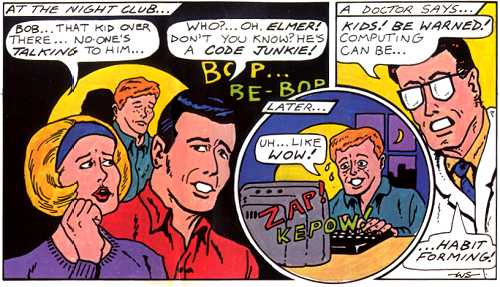 AT THE NIGHT CLUB...
BOB...THAT KID OVER
THERE... NO-ONE'S
TALKING TO HIM...
WHO?...OH, ELMER!
DON'T YOU KNOW? HE'S
A CODE JUNKIE!
BOP...
BE-BOP
LATER...
UH...LIKE
WOW!
ZAP!
KEPOW!
A DOCTOR SAYS...
KIDS! BE WARNED!
COMPUTING
CAN BE...
...HABIT
FORMING!
WS